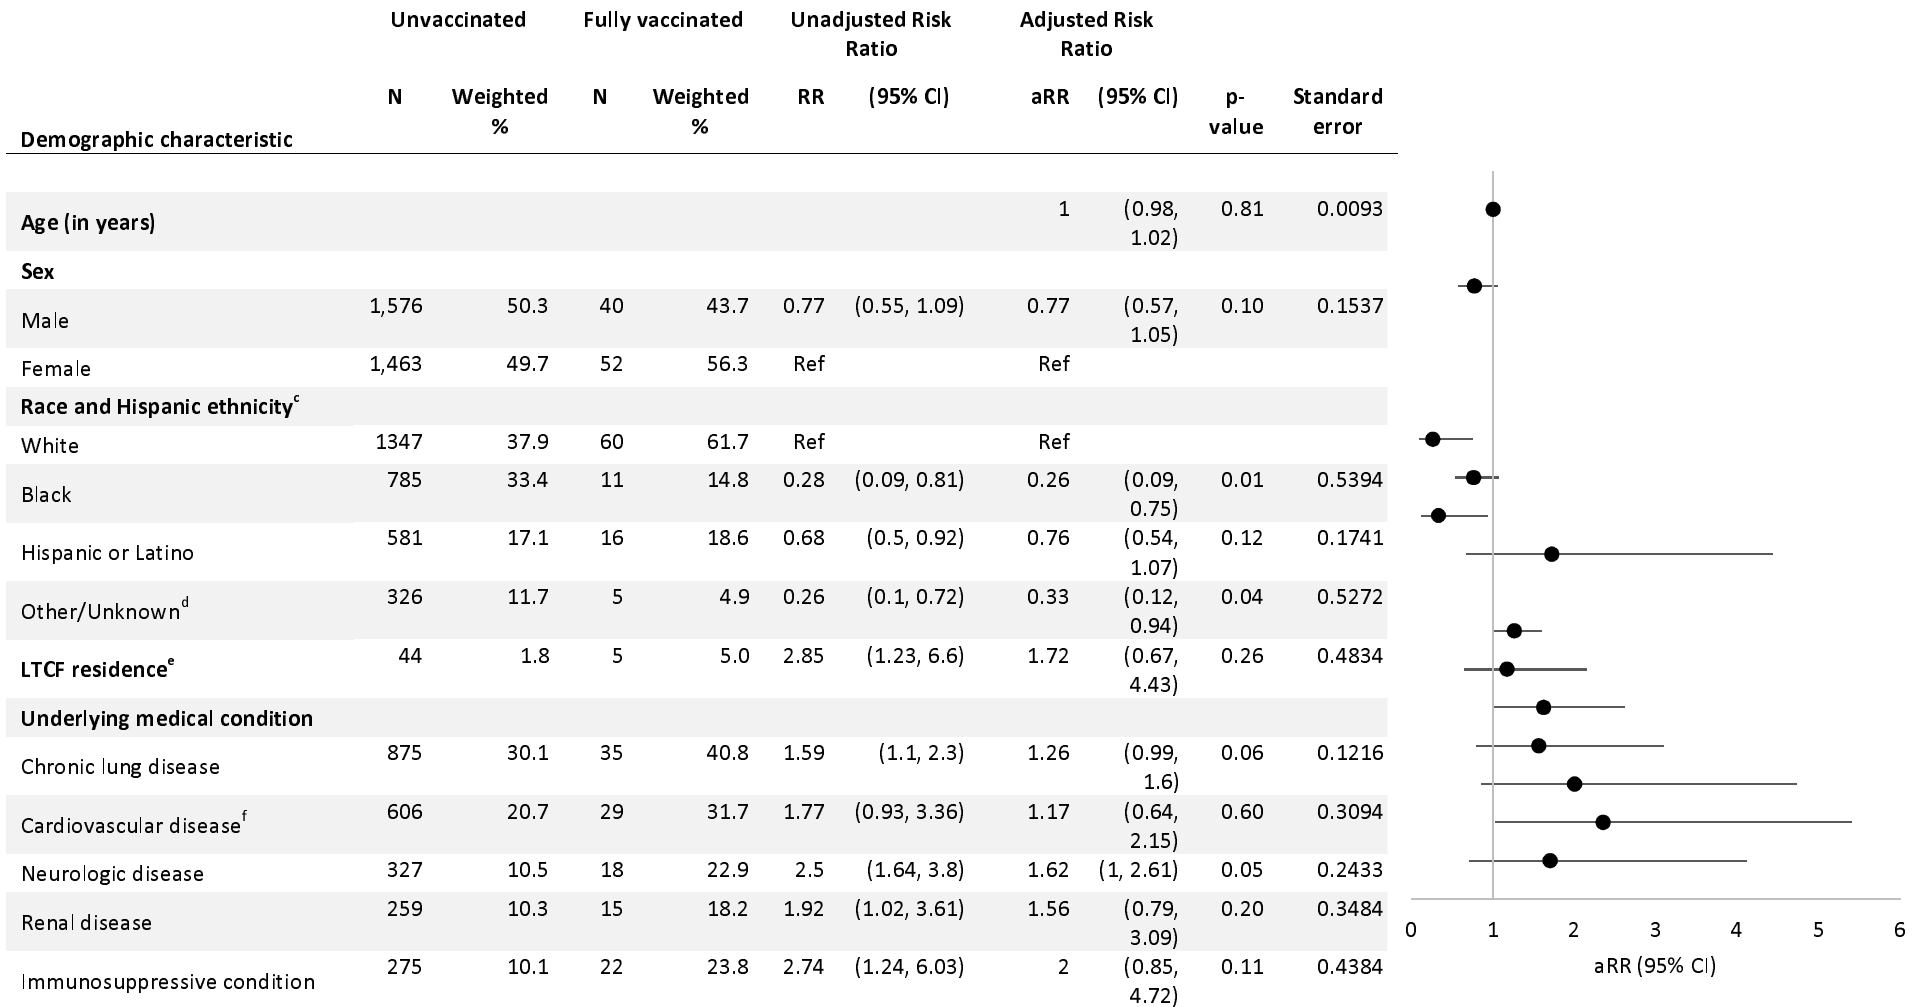 Unvaccinated Fully vaccinated Unadjusted Risk Adjusted Risk
Ratio Ratio
N Weighted N Weighted RR (95% CI) aRR (95% CI) p- Standard
% % value error
Demographic characteristic
Age (in years) 1 (0.98, 0.81 0.0093
1.02)
Sex
Male 1,576 50.3 40 43.7 0.77 (0.55, 1.09) 0.77 (0.57, 0.10 0.1537
1.05)
Female 1,463 49.7 52 56.3 Ref Ref
Race and Hispanic ethnicityᶜ
White 1347 37.9 60 61.7 Ref Ref
Black 785 33.4 11 14.8 0.28 (0.09, 0.81) 0.26 (0.09, 0.01 0.5394
0.75)
Hispanic or Latino 581 17.1 16 18.6 0.68 (0.5, 0.92) 0.76 (0.54, 0.12 0.1741
1.07)
Other/Unknownᵈ 326 11.7 5 4.9 0.26 (0.1, 0.72) 0.33 (0.12, 0.04 0.5272
0.94)
LTCF residenceᵉ 44 1.8 5 5.0 2.85 (1.23, 6.6) 1.72 (0.67, 0.26 0.4834
4.43)
Underlying medical condition
Chronic lung disease 875 30.1 35 40.8 1.59 (1.1, 2.3) 1.26 (0.99, 0.06 0.1216
1.6)
Cardiovascular diseaseᶠ 606 20.7 29 31.7 1.77 (0.93, 3.36) 1.17 (0.64, 0.60 0.3094
2.15)
Neurologic disease 327 10.5 18 22.9 2.5 (1.64, 3.8) 1.62 (1, 2.61) 0.05 0.2433
Renal disease 259 10.3 15 18.2 1.92 (1.02, 3.61) 1.56 (0.79, 0.20 0.3484
3.09)
Immunosuppressive condition 275 10.1 22 23.8 2.74 (1.24, 6.03) 2 (0.85, 0.11 0.4384
4.72)
0 1 2 3 4 5 6
aRR (95% CI)